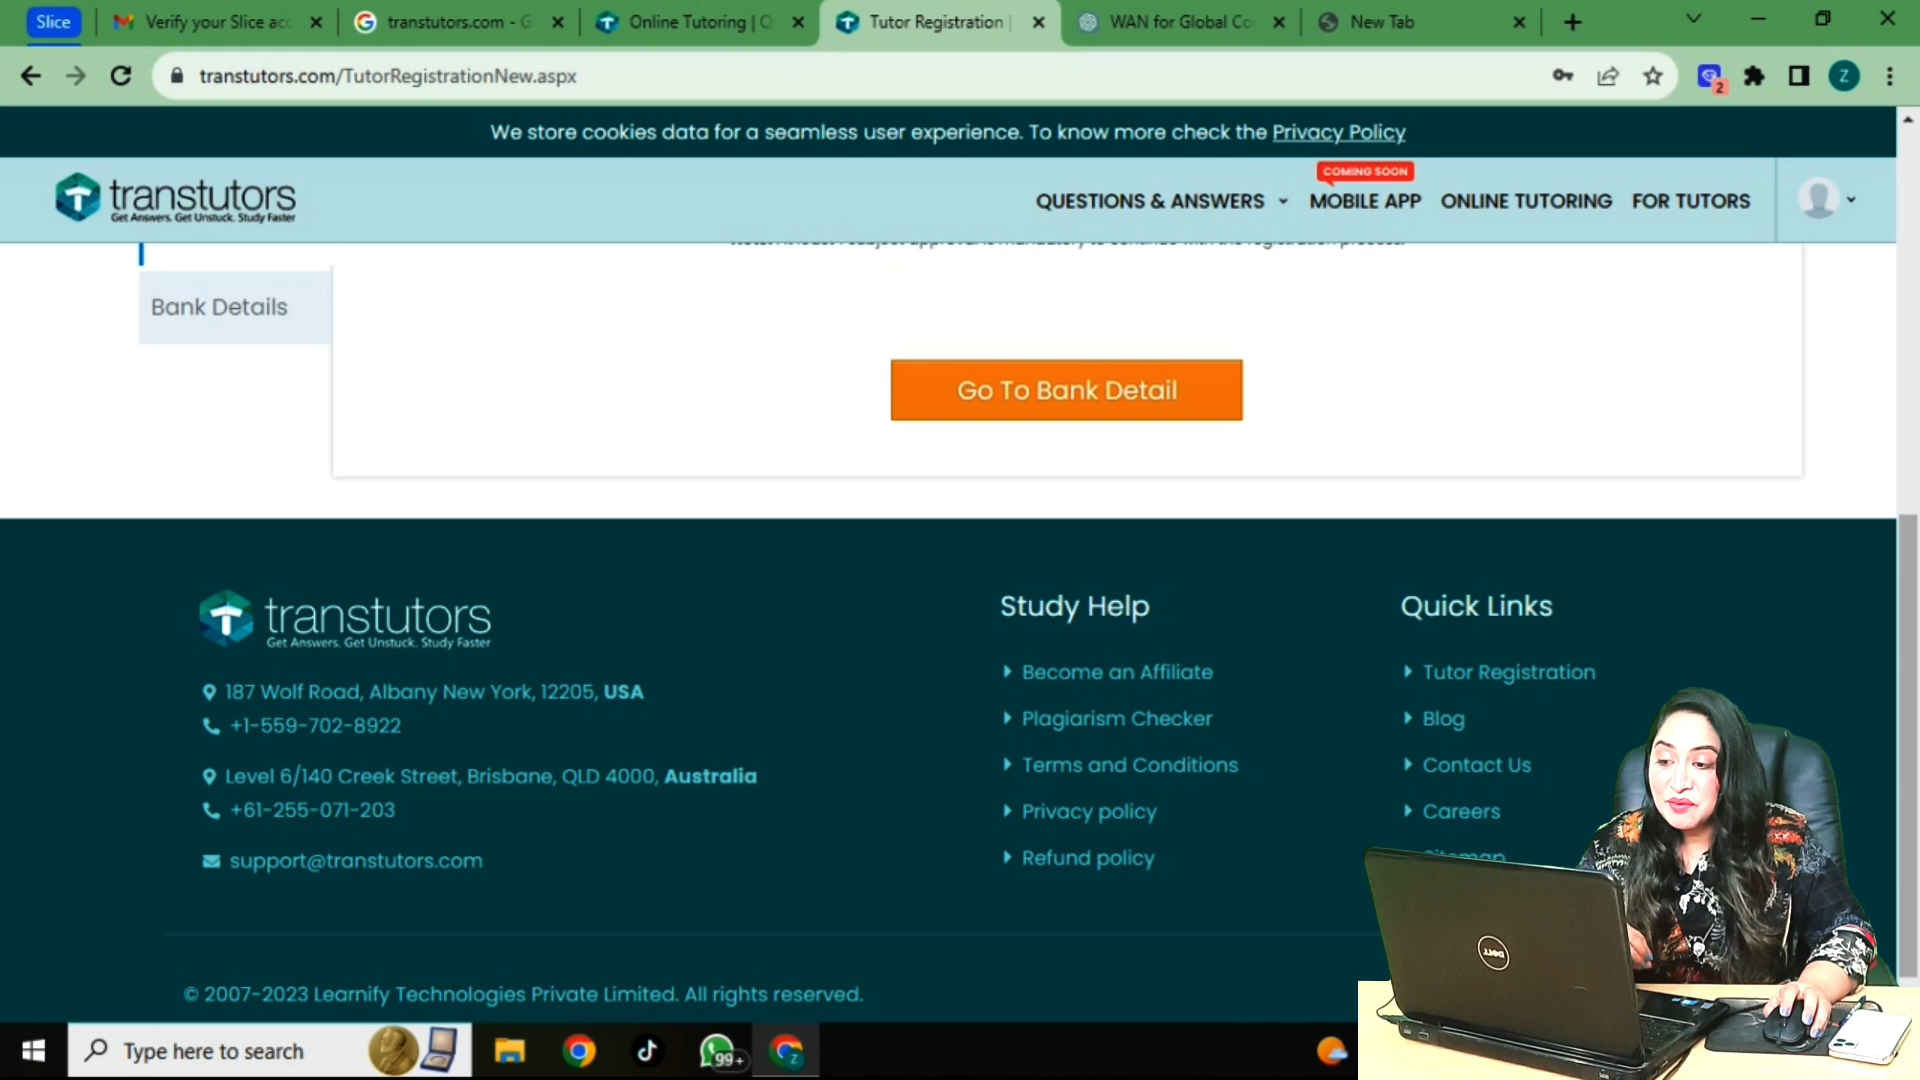 Slice
Verify your Slice acc
transtutors.com - G
Online Tutoring | Q
Tutor Registration |
WAN for Global Co
New Tab
transtutors.com/TutorRegistrationNew.aspx
2
Z
We store cookies data for a seamless user experience. To know more check the Privacy Policy
transtutors
Get Answers. Get Unstuck. Study Faster
QUESTIONS & ANSWERS
COMING SOON
MOBILE APP
ONLINE TUTORING
FOR TUTORS
Bank Details
Go To Bank Detail
transtutors
Get Answers. Get Unstuck. Study Faster
187 Wolf Road, Albany New York, 12205, USA
+1-559-702-8922
Level 6/140 Creek Street, Brisbane, QLD 4000, Australia
+61-255-071-203
support@transtutors.com
Study Help
Become an Affiliate
Plagiarism Checker
Terms and Conditions
Privacy policy
Refund policy
Quick Links
Tutor Registration
Blog
Contact Us
Careers
Sitemap
© 2007-2023 Learnify Technologies Private Limited. All rights reserved.
Type here to search
99+
Z
DELL